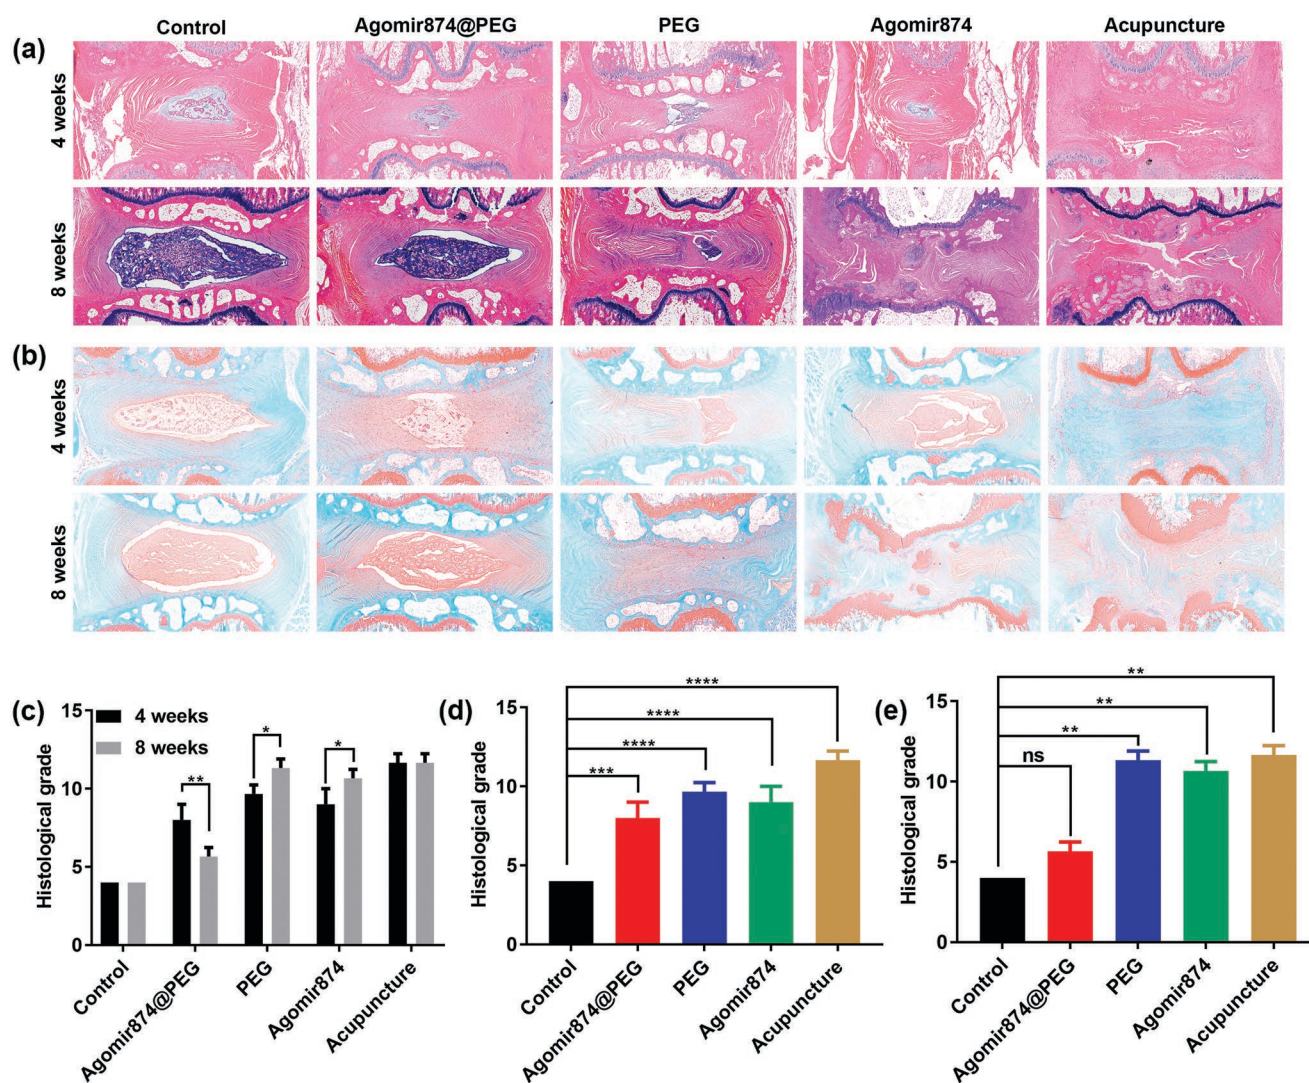 Control Agomir874@PEG PEG Agomir874 Acupuncture
(a)
4 weeks
8 weeks
(b)
4 weeks
8 weeks
(c)
4 weeks
8 weeks
Histological grade
15
10
5
0
**
*
*
Control
Agomir874@PEG
PEG
Agomir874
Acupuncture
(d)
Histological grade
15
10
5
0
****
****
****
***
Control
Agomir874@PEG
PEG
Agomir874
Acupuncture
(e)
Histological grade
15
10
5
0
**
**
**
ns
Control
Agomir874@PEG
PEG
Agomir874
Acupuncture